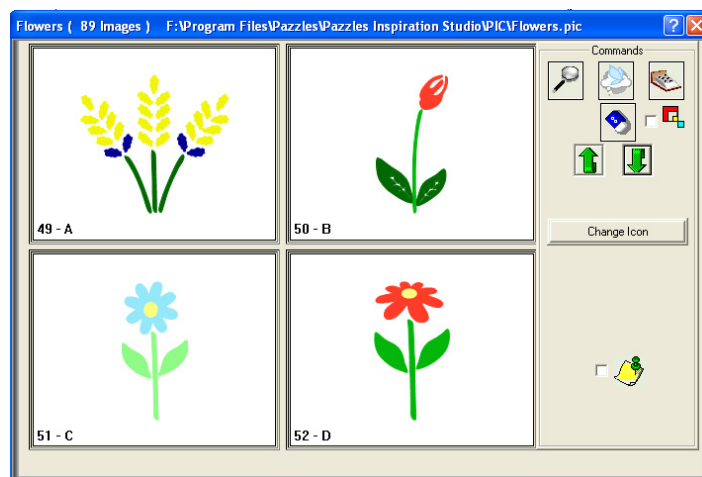 Flowers ( 89 Images ) F:\Program Files\Pazzles\Pazzles Inspiration Studio\PIC\Flowers.pic
Commands
49 - A
50 - B
Change Icon
51 - C
52 - D